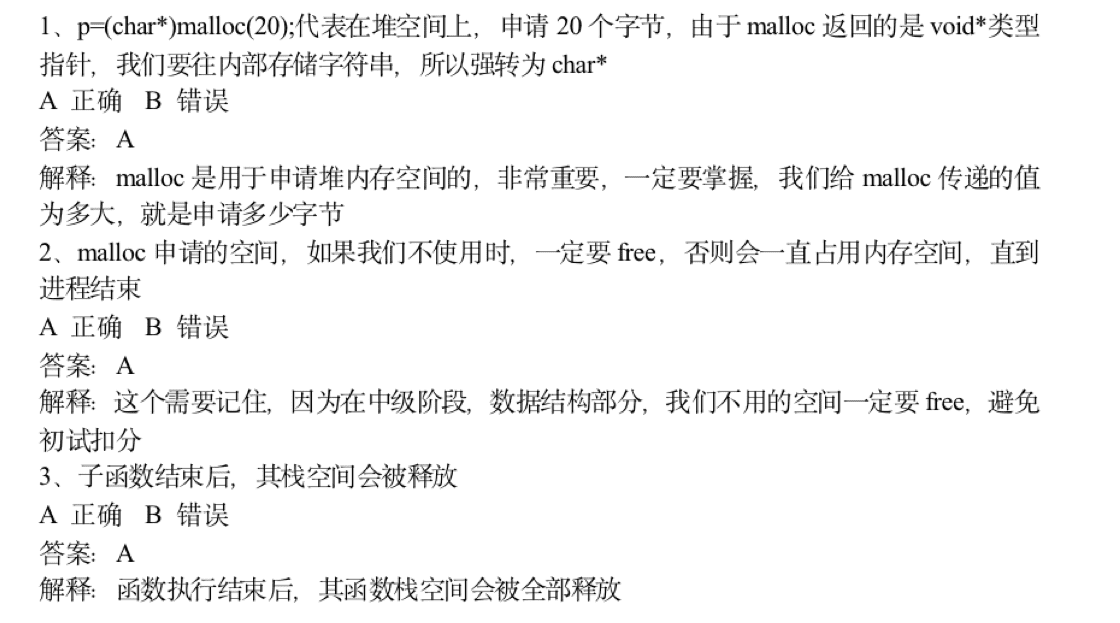 1、p=(char*)malloc(20);代表在堆空间上，申请 20 个字节，由于 malloc 返回的是 void*类型
指针，我们要往内部存储字符串，所以强转为 char*
A 正确 B 错误
答案：A
解释：malloc 是用于申请堆内存空间的，非常重要，一定要掌握，我们给 malloc 传递的值
为多大，就是申请多少字节
2、malloc 申请的空间，如果我们不使用时，一定要 free，否则会一直占用内存空间，直到
进程结束
A 正确 B 错误
答案：A
解释：这个需要记住，因为在中级阶段，数据结构部分，我们不用的空间一定要 free，避免
初试扣分
3、子函数结束后，其栈空间会被释放
A 正确 B 错误
答案：A
解释：函数执行结束后，其函数栈空间会被全部释放